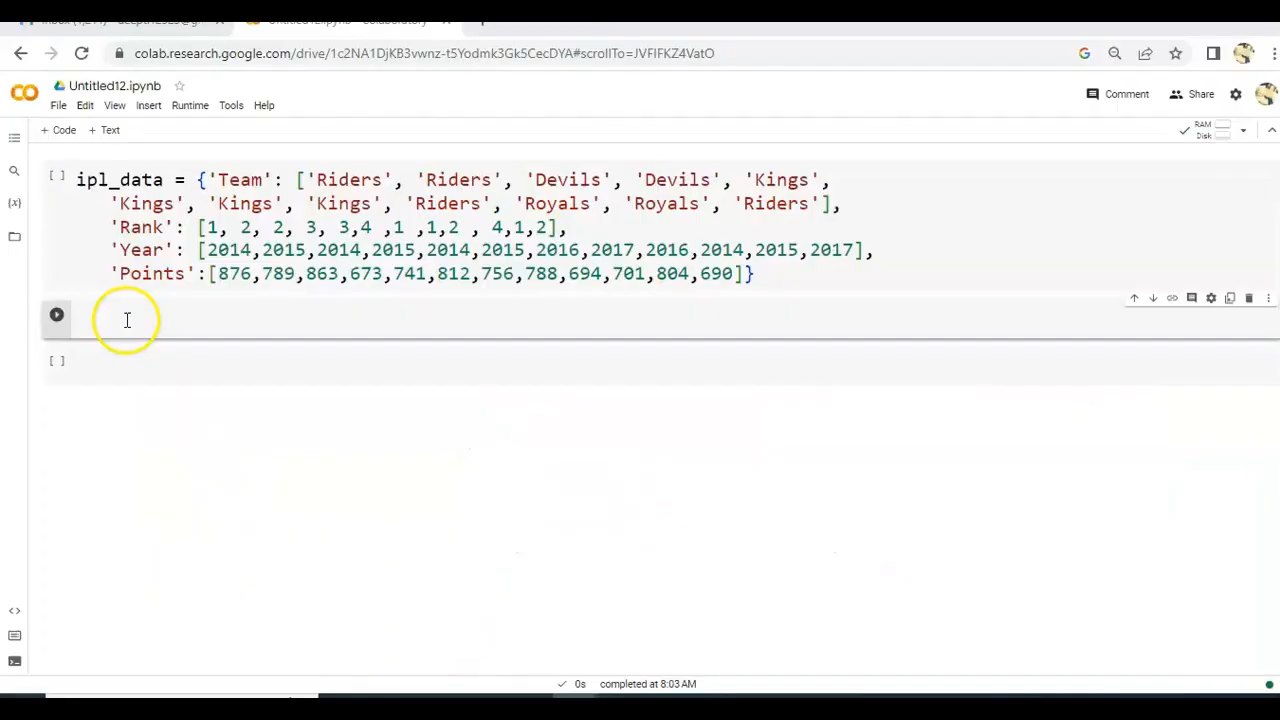 colab.research.google.com/drive/1c2NA1DjKB3vwnz-t5Yodmk3Gk5CecDYA#scrollTo=JVFIFKZ4VatO
Untitled12.ipynb
File Edit View Insert Runtime Tools Help
Comment Share
+ Code + Text
RAM
Disk
[ ] ipl_data = {'Team': ['Riders', 'Riders', 'Devils', 'Devils', 'Kings',
'Kings', 'Kings', 'Kings', 'Riders', 'Royals', 'Royals', 'Riders'],
'Rank': [1, 2, 2, 3, 3,4 ,1 ,1,2 , 4,1,2],
'Year': [2014,2015,2014,2015,2014,2015,2016,2017,2016,2014,2015,2017],
'Points':[876,789,863,673,741,812,756,788,694,701,804,690]}
[ ]
0s completed at 8:03 AM